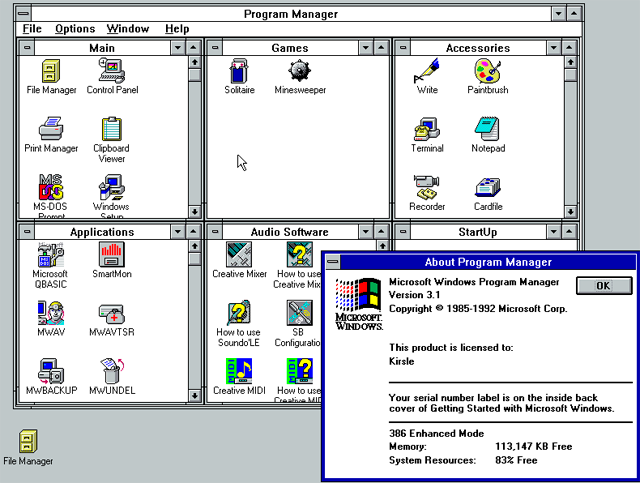 Program Manager
File Options Window Help
Main
File Manager
Control Panel
Print Manager
Clipboard
Viewer
MS
DOS
MS-DOS
Prompt
Windows
Setup
Games
Solitaire
Minesweeper
Accessories
Write
Paintbrush
Terminal
Notepad
Recorder
Cardfile
Applications
Microsoft
QBASIC
SmartMon
MWAV
MWAVTSR
MWBACKUP
MWUNDEL
Audio Software
Creative Mixer
How to use
Creative Mix
How to use
Soundo'LE
SB
Configuratio
Creative MIDI
How to use
Creative MIDI
StartUp
About Program Manager
MICROSOFT
WINDOWS.
Microsoft Windows Program Manager
Version 3.1
Copyright © 1985-1992 Microsoft Corp.
OK
This product is licensed to:
Kirsle
Your serial number label is on the inside back
cover of Getting Started with Microsoft Windows.
386 Enhanced Mode
Memory: 113,147 KB Free
System Resources: 83% Free
File Manager